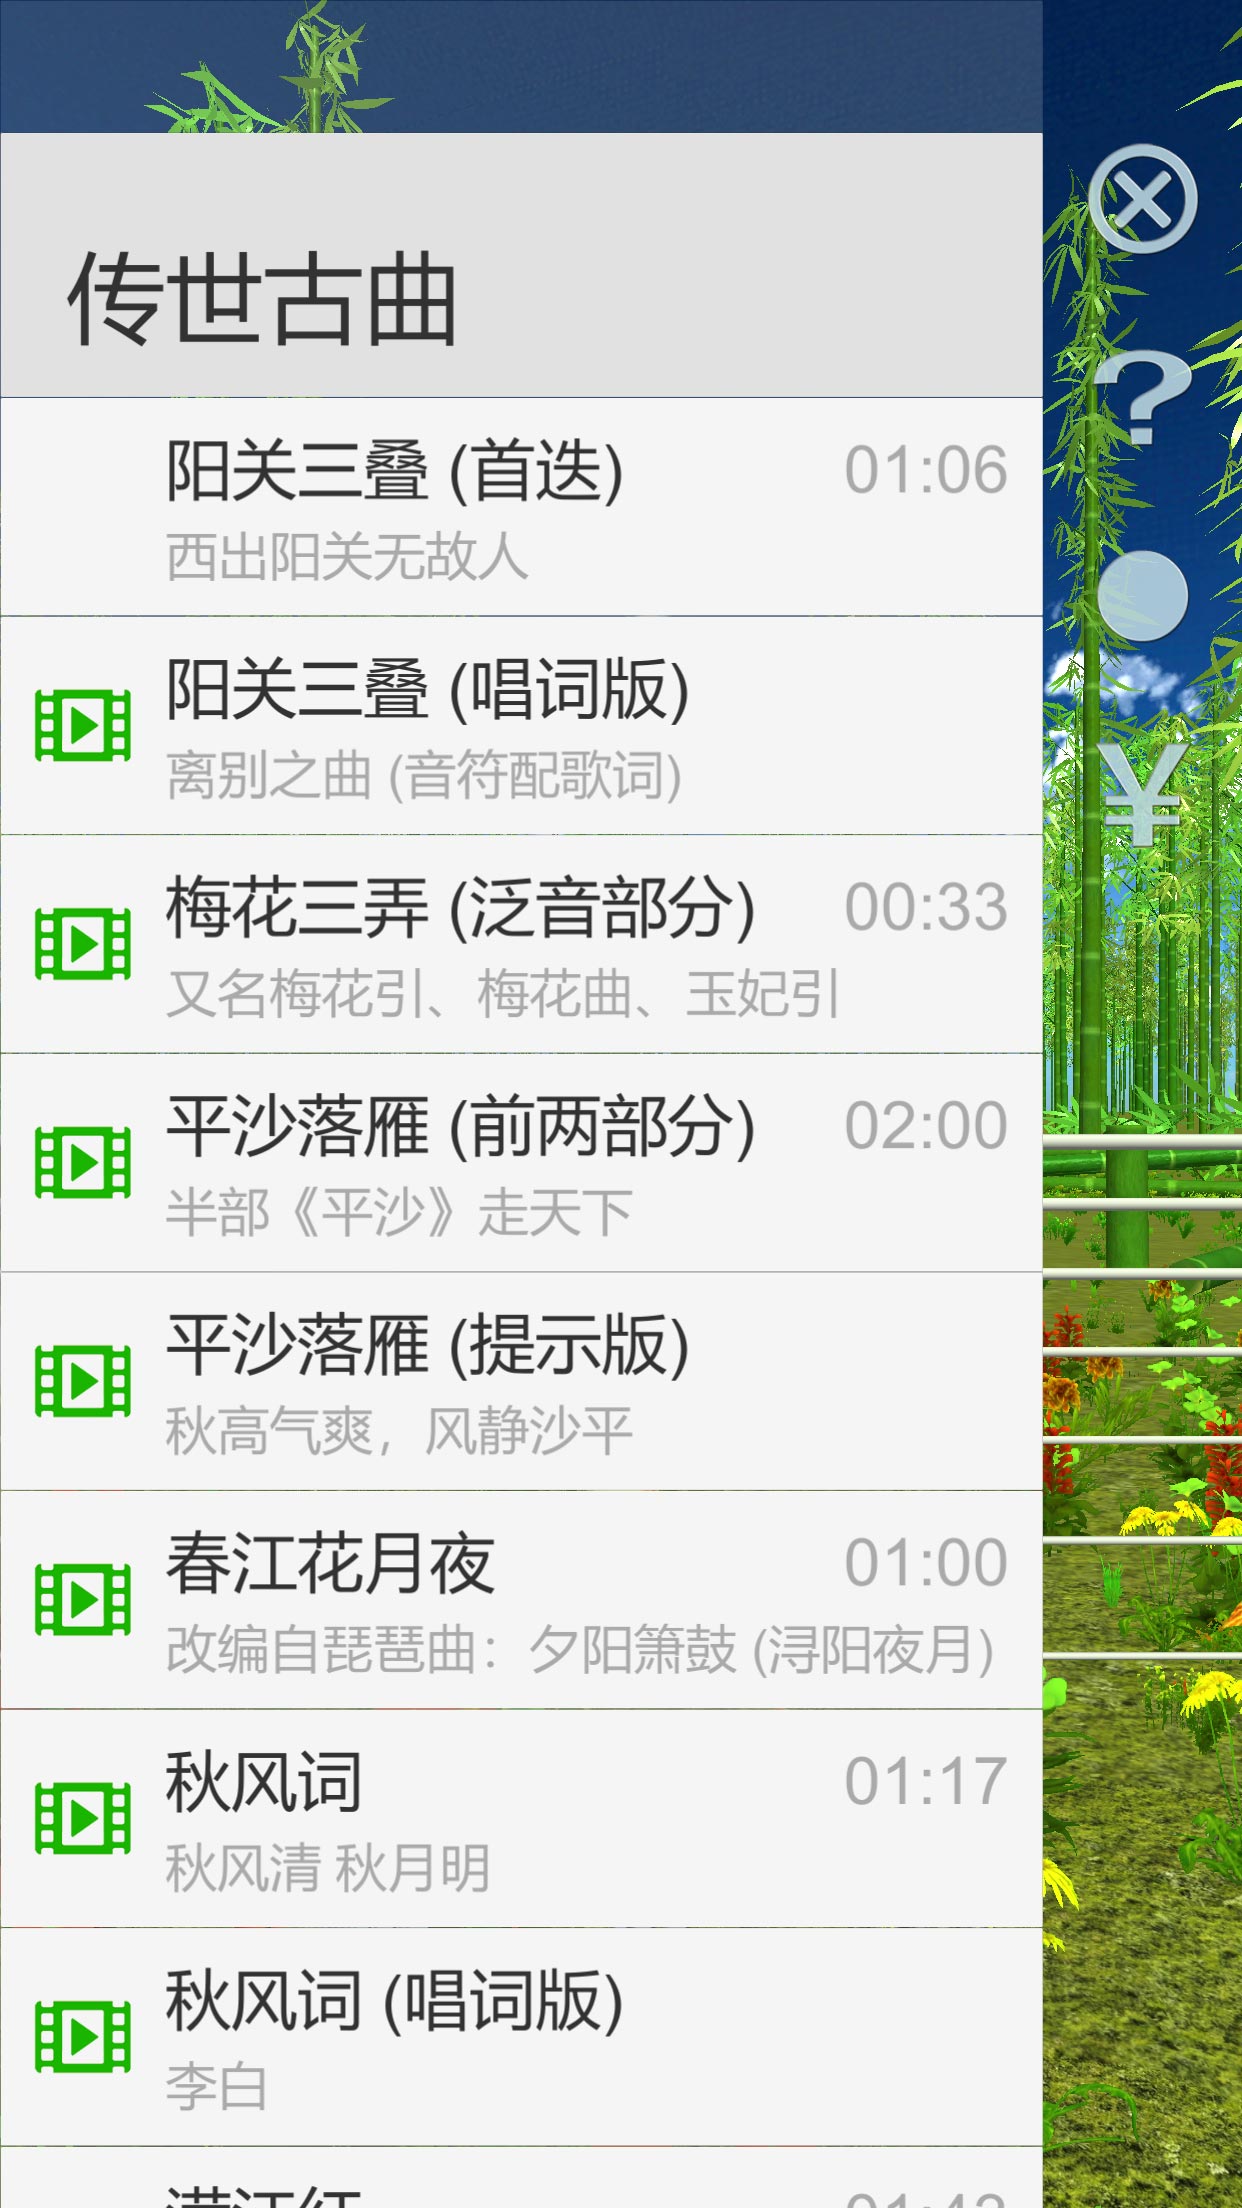 传世古曲
阳关三叠 (首迭) 01:06
西出阳关无故人
阳关三叠 (唱词版)
离别之曲 (音符配歌词)
梅花三弄 (泛音部分) 00:33
又名梅花引、梅花曲、玉妃引
平沙落雁 (前两部分) 02:00
半部《平沙》走天下
平沙落雁 (提示版)
秋高气爽，风静沙平
春江花月夜 01:00
改编自琵琶曲：夕阳箫鼓 (浔阳夜月)
秋风词 01:17
秋风清 秋月明
秋风词 (唱词版)
李白
?
¥